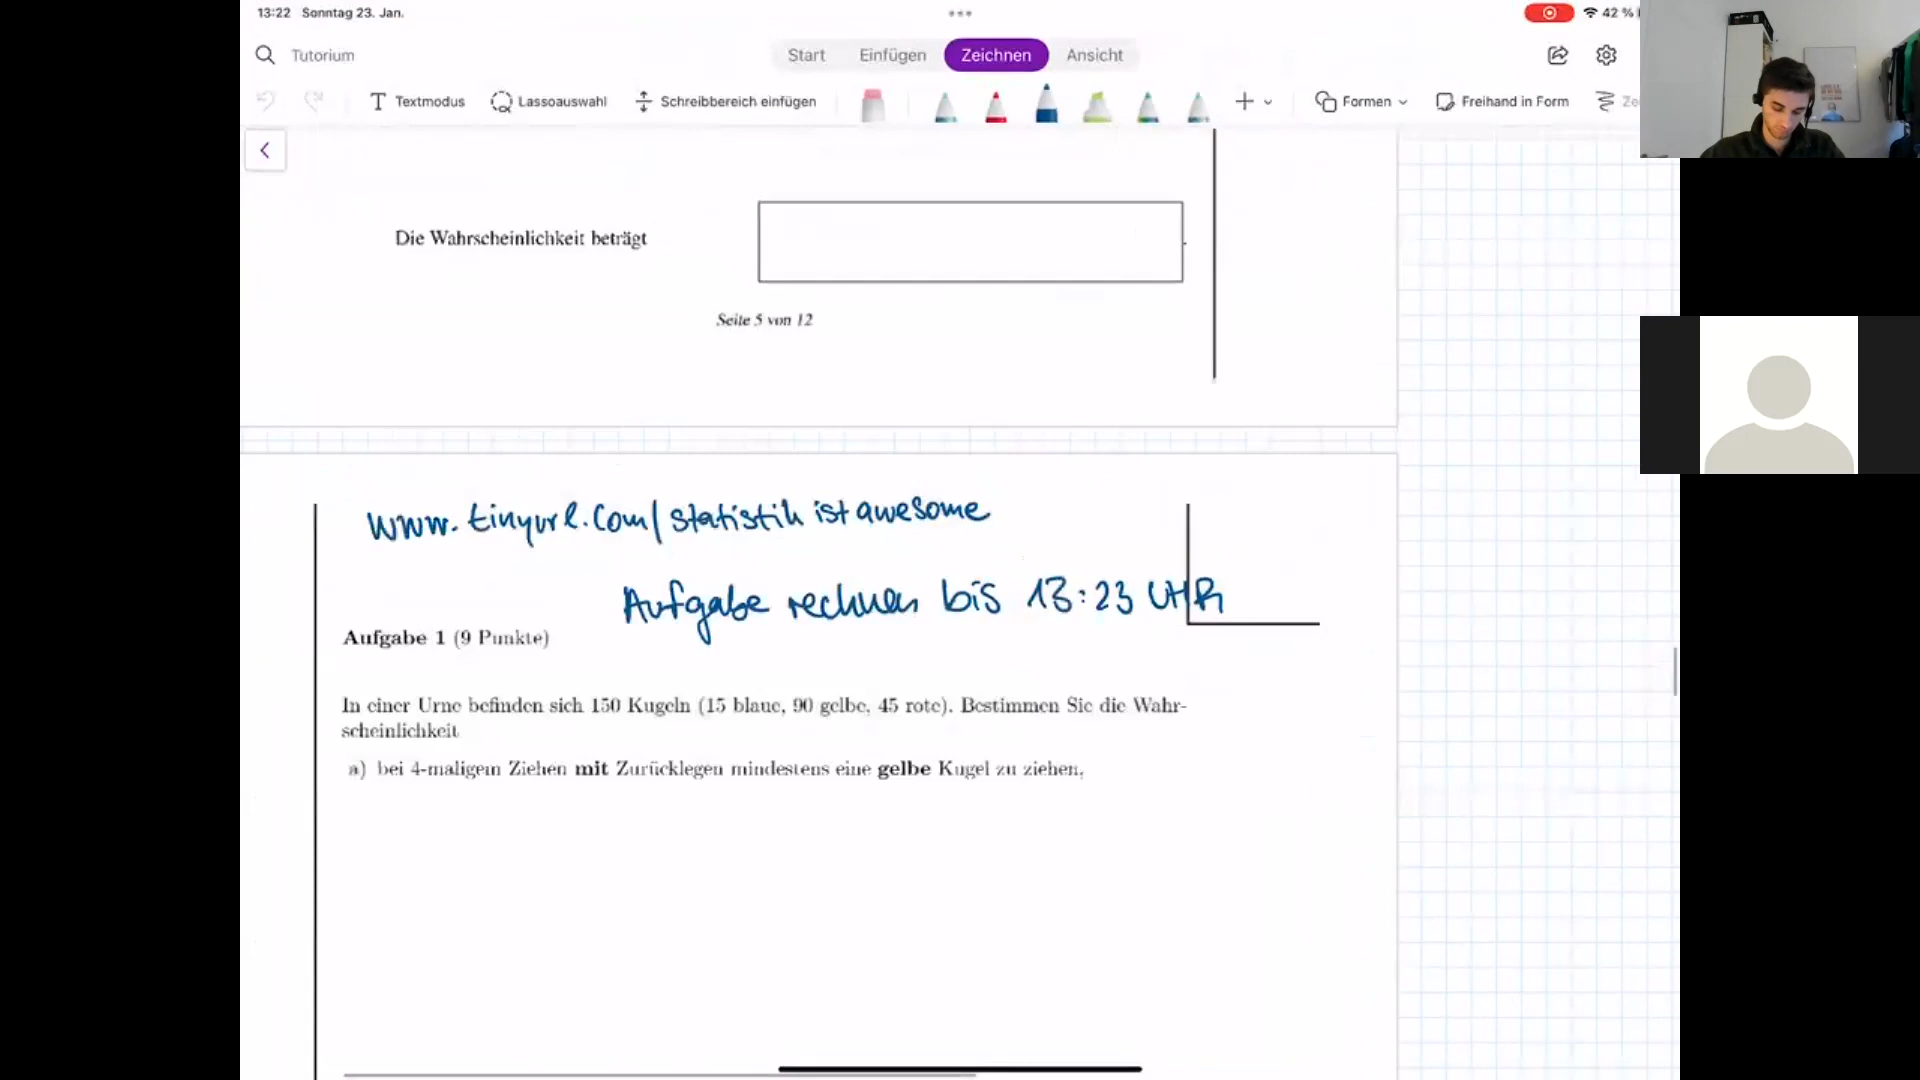 13:22 Sonntag 23. Jan.
42 %
Tutorium
Start Einfügen Zeichnen Ansicht
Textmodus Lassoauswahl Schreibbereich einfügen Formen Freihand in Form
Die Wahrscheinlichkeit beträgt
Seite 5 von 12
www.tinyurl.com/statistikistawesome
Aufgabe rechnen bis 13:23 UHR
Aufgabe 1 (9 Punkte)
In einer Urne befinden sich 150 Kugeln (15 blaue, 90 gelbe, 45 rote). Bestimmen Sie die Wahr-
scheinlichkeit
a) bei 4-maligem Ziehen mit Zurücklegen mindestens eine gelbe Kugel zu ziehen,